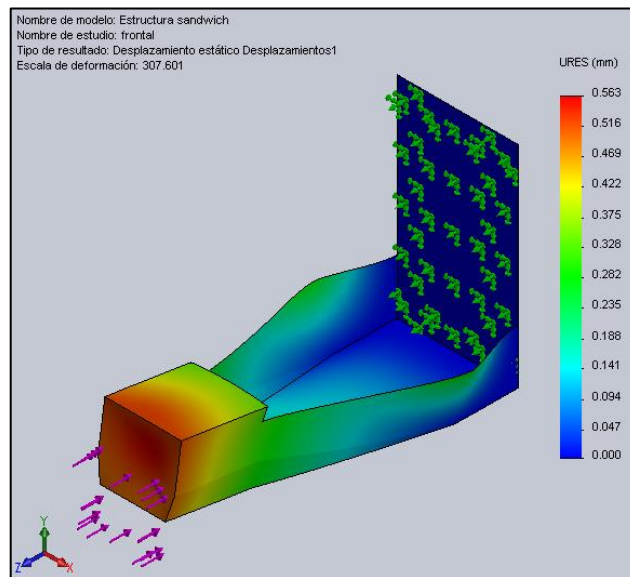 Nombre de modelo: Estructura sandwich
Nombre de estudio: frontal
Tipo de resultado: Desplazamiento estático Desplazamientos1
Escala de deformación: 307.601
URES (mm)
0.563
0.516
0.469
0.422
0.375
0.328
0.282
0.235
0.188
0.141
0.094
0.047
0.000
Y
Z
X